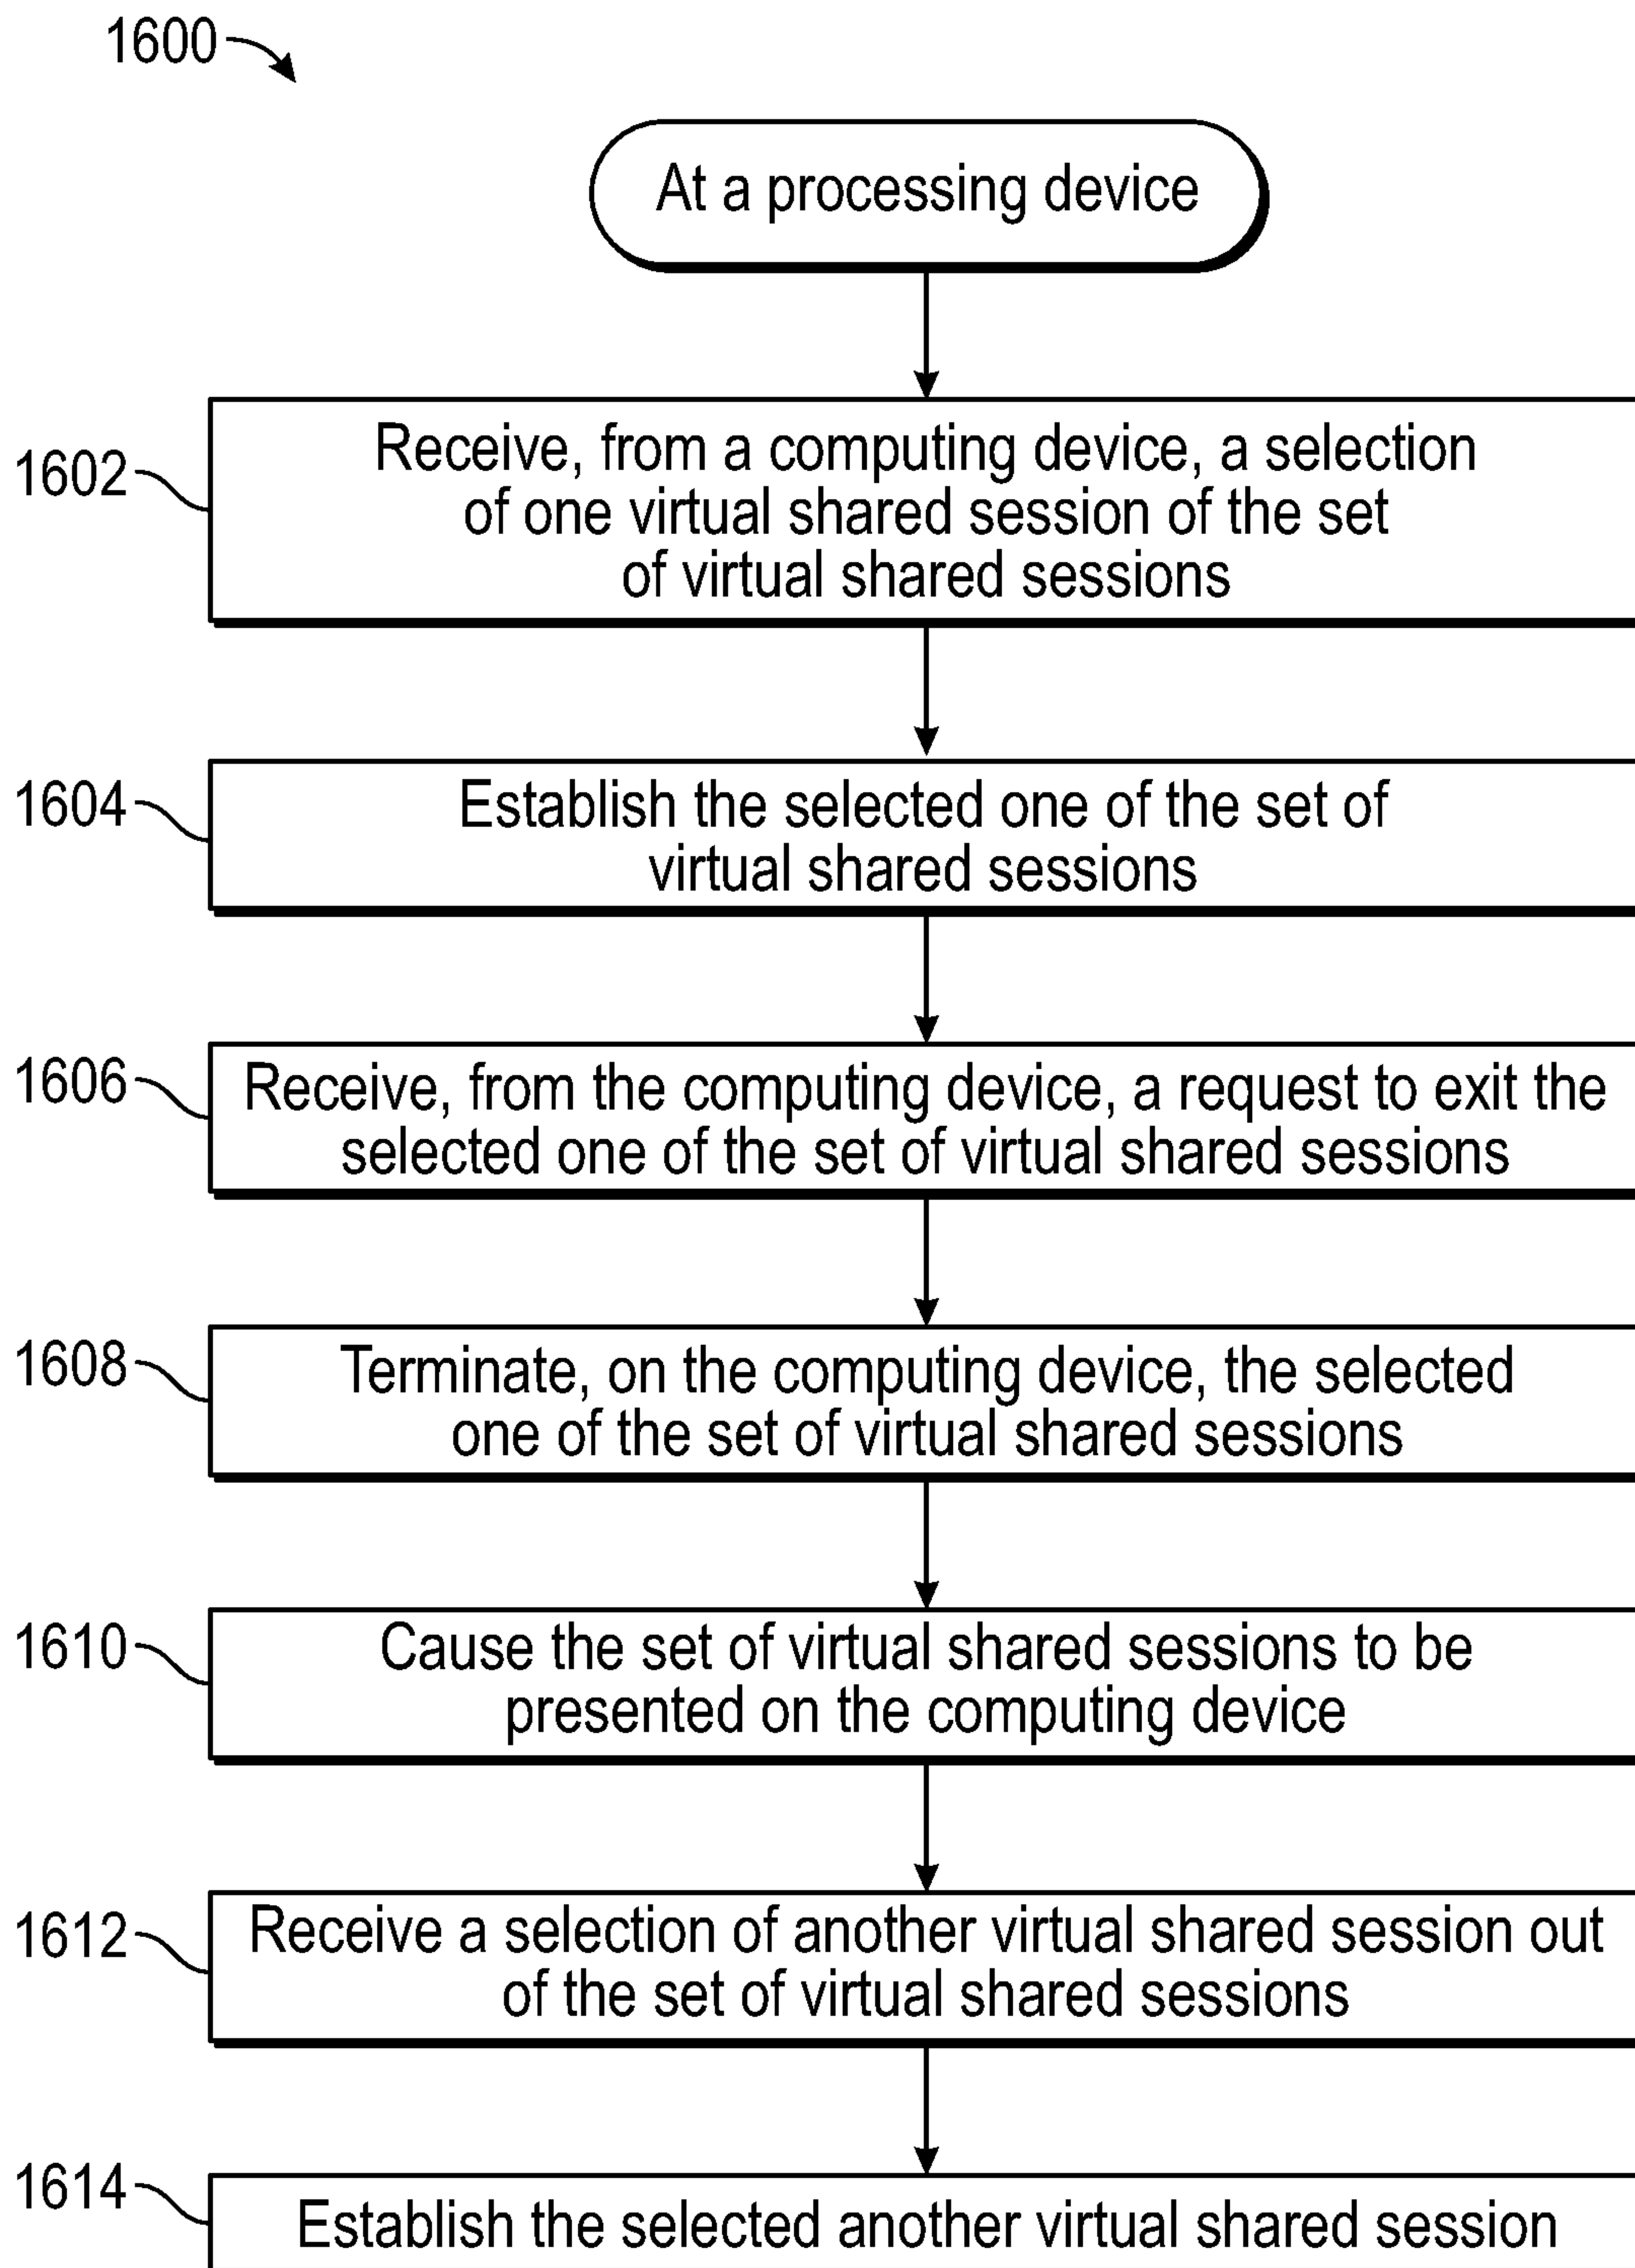 1600
At a processing device
1602
Receive, from a computing device, a selection
of one virtual shared session of the set
of virtual shared sessions
1604
Establish the selected one of the set of
virtual shared sessions
1606
Receive, from the computing device, a request to exit the
selected one of the set of virtual shared sessions
1608
Terminate, on the computing device, the selected
one of the set of virtual shared sessions
1610
Cause the set of virtual shared sessions to be
presented on the computing device
1612
Receive a selection of another virtual shared session out
of the set of virtual shared sessions
1614
Establish the selected another virtual shared session